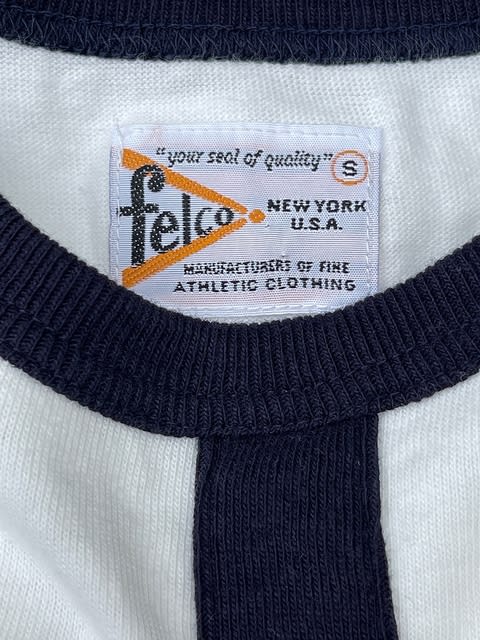 "your seal of quality" S
felco
NEW YORK
U.S.A.
MANUFACTURERS OF FINE
ATHLETIC CLOTHING